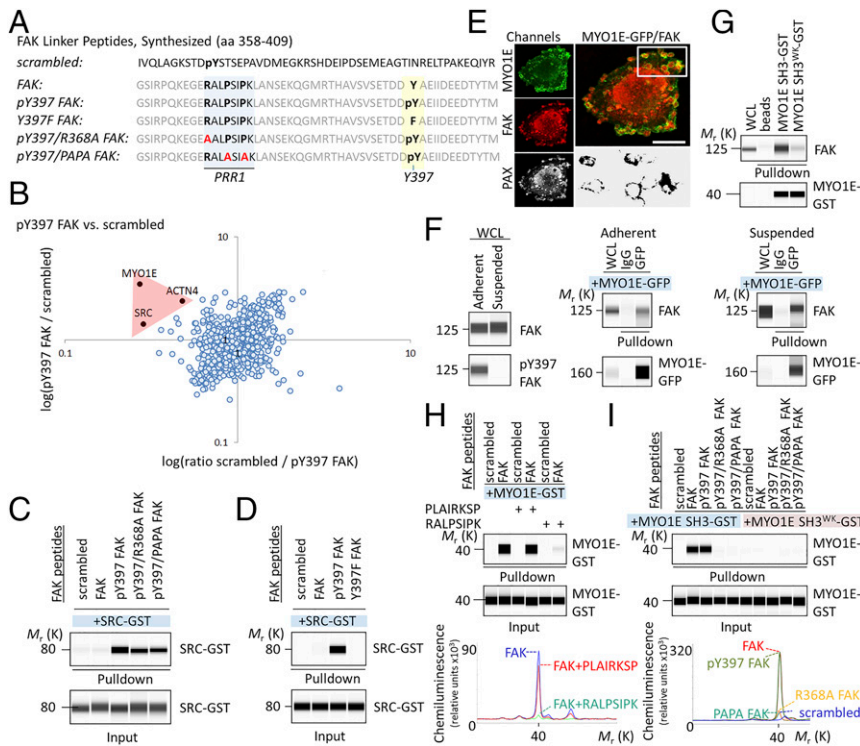 A
FAK Linker Peptides, Synthesized (aa 358-409)
scrambled: IVQLAGKSTDpYSTSEPAVDMEGKRSHDEIPDSEMEAGTINRELTPAKEQIYR
FAK: GSIRPQKEGERALPSIPKLANSEKQGMRTHAVSVSETDDYAEIIDEEDTYTM
pY397 FAK: GSIRPQKEGERALPSIPKLANSEKQGMRTHAVSVSETDDpYAEIIDEEDTYTM
Y397F FAK: GSIRPQKEGERALPSIPKLANSEKQGMRTHAVSVSETDDFAEIIDEEDTYTM
pY397/R368A FAK: GSIRPQKEGEAALPSIPKLANSEKQGMRTHAVSVSETDDpYAEIIDEEDTYTM
pY397/PAPA FAK: GSIRPQKEGERALASIAKLANSEKQGMRTHAVSVSETDDpYAEIIDEEDTYTM
PRR1 Y397
B
pY397 FAK vs. scrambled
10
MYO1E
ACTN4
SRC
0.1 1 10
0.1
log(pY397 FAK / scrambled)
log(ratio scrambled / pY397 FAK)
C
FAK peptides
scrambled
FAK
pY397 FAK
pY397/R368A FAK
pY397/PAPA FAK
+SRC-GST
Mr (K)
80 SRC-GST
Pulldown
80 SRC-GST
Input
D
FAK peptides
scrambled
FAK
pY397 FAK
Y397F FAK
+SRC-GST
Mr (K)
80 SRC-GST
Pulldown
80 SRC-GST
Input
E
Channels MYO1E-GFP/FAK
MYO1E
FAK
PAX
F
WCL
Adherent
Suspended
Mr (K)
125 FAK
125 pY397 FAK
Adherent
WCL
IgG
GFP
+MYO1E-GFP
Mr (K)
125 FAK
Pulldown
160 MYO1E-GFP
Suspended
WCL
IgG
GFP
+MYO1E-GFP
Mr (K)
125 FAK
Pulldown
160 MYO1E-GFP
G
WCL
beads
MYO1E SH3-GST
MYO1E SH3WK-GST
Mr (K)
125 FAK
Pulldown
40 MYO1E-GST
H
FAK peptides
scrambled
FAK
scrambled
FAK
scrambled
FAK
+MYO1E-GST
PLAIRKSP + +
RALPSIPK + +
Mr (K)
40 MYO1E-GST
Pulldown
40 MYO1E-GST
Input
Chemiluminescence
(relative units x10³)
90
0
FAK
FAK+PLAIRKSP
FAK+RALPSIPK
40 Mr (K)
I
FAK peptides
scrambled
FAK
pY397 FAK
pY397/R368A FAK
pY397/PAPA FAK
scrambled
FAK
pY397 FAK
pY397/R368A FAK
pY397/PAPA FAK
+MYO1E SH3-GST +MYO1E SH3WK-GST
Mr (K)
40 MYO1E-GST
Pulldown
40 MYO1E-GST
Input
Chemiluminescence
(relative units x10³)
320
0
FAK
pY397 FAK
R368A FAK
PAPA FAK
scrambled
40 Mr (K)